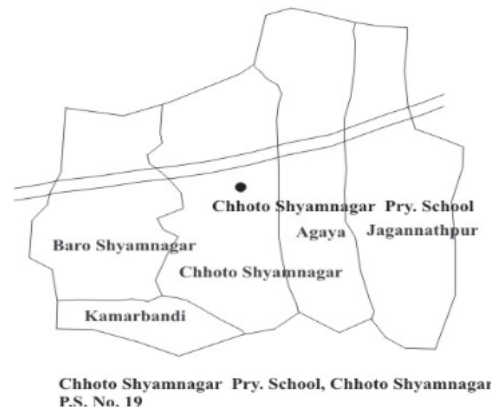 Chhoto Shyamnagar Pry. School
Agaya Jagannathpur
Baro Shyamnagar
Chhoto Shyamnagar
Kamarbandi
Chhoto Shyamnagar Pry. School, Chhoto Shyamnagar
P.S. No. 19